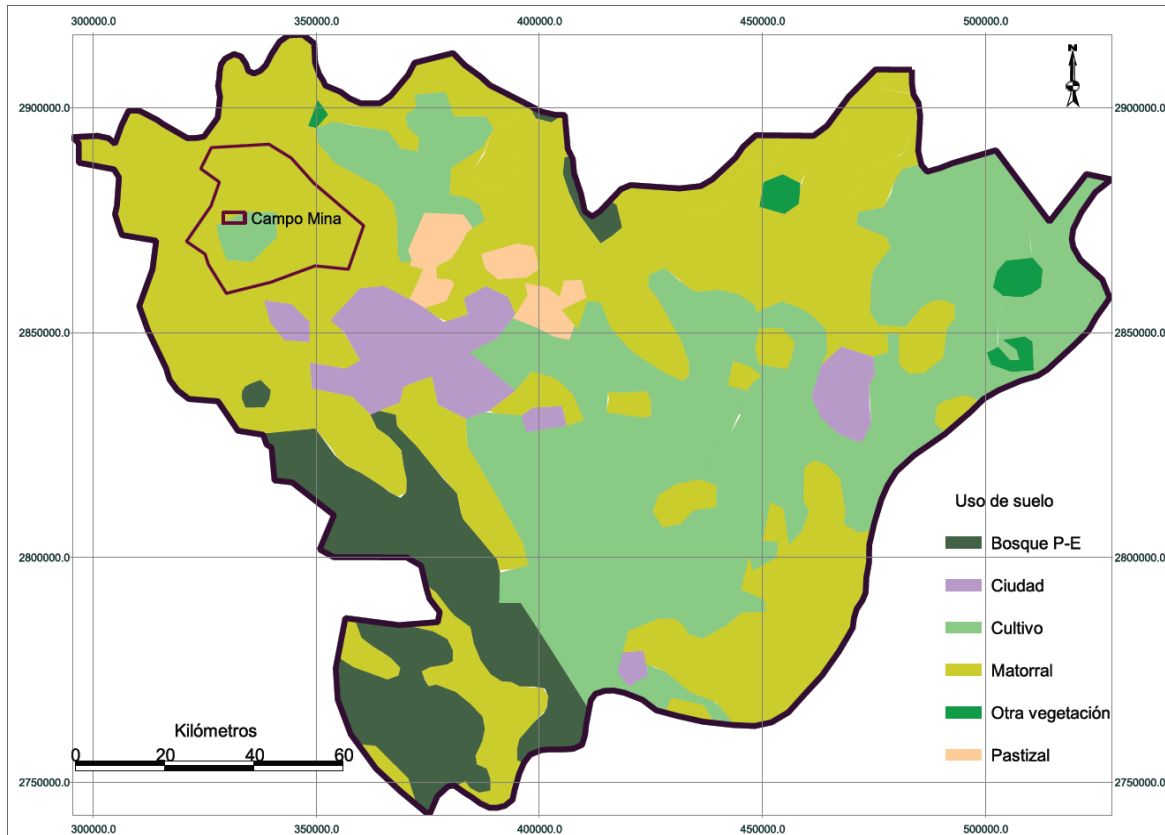 300000.0 350000.0 400000.0 450000.0 500000.0
N
2900000.0 2900000.0
Campo Mina
2850000.0 2850000.0
Uso de suelo
Bosque P-E
2800000.0 2800000.0
Ciudad
Cultivo
Matorral
Otra vegetación
Kilómetros
Pastizal
0 20 40 60
2750000.0 2750000.0
300000.0 350000.0 400000.0 450000.0 500000.0